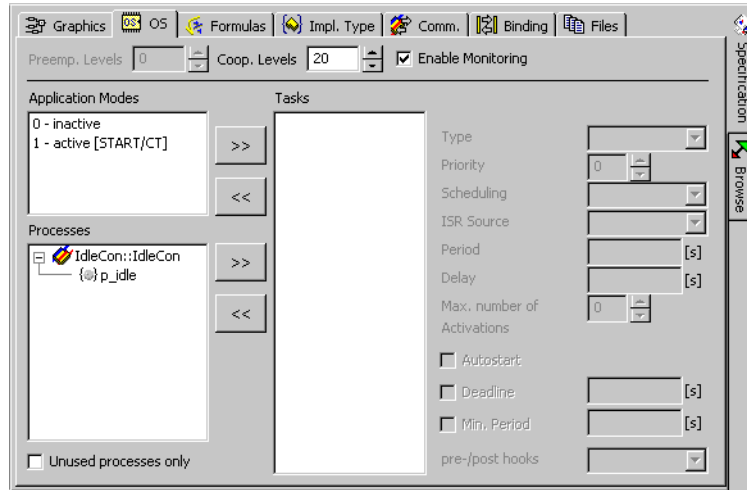 Graphics OS Formulas Impl. Type Comm. Binding Files
Preemp. Levels 0 Coop. Levels 20 Enable Monitoring
Application Modes Tasks
0 - inactive
1 - active [START/CT]
>>
<<
Processes
IdleCon::IdleCon
p_idle
>>
<<
Unused processes only
Type
Priority 0
Scheduling
ISR Source
Period [s]
Delay [s]
Max. number of 0
Activations
Autostart
Deadline [s]
Min. Period [s]
pre-/post hooks
Specification
Browse